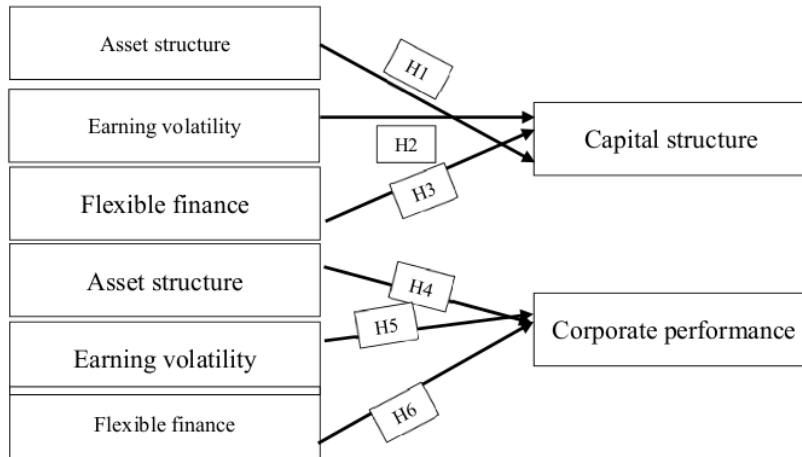 Asset structure
H1
Earning volatility
Capital structure
H2
Flexible finance
H3
Asset structure
H4
Corporate performance
H5
Earning volatility
H6
Flexible finance